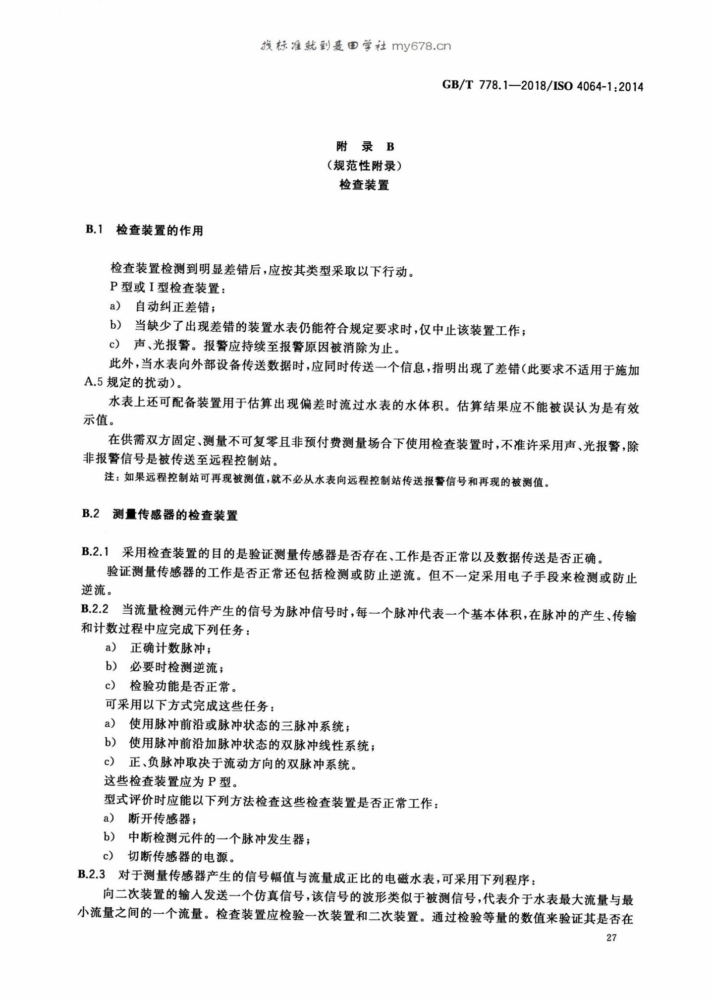 找标准就到麦田学社 my678.cn
GB/T 778.1—2018/ISO 4064-1:2014
附 录 B
（规范性附录）
检查装置
B.1 检查装置的作用
检查装置检测到明显差错后，应按其类型采取以下行动。
P 型或 I 型检查装置：
a） 自动纠正差错；
b） 当缺少了出现差错的装置水表仍能符合规定要求时，仅中止该装置工作；
c） 声、光报警。报警应持续至报警原因被消除为止。
此外，当水表向外部设备传送数据时，应同时传送一个信息，指明出现了差错（此要求不适用于施加
A.5 规定的扰动）。
水表上还可配备装置用于估算出现偏差时流过水表的水体积。估算结果应不能被误认为是有效
示值。
在供需双方固定、测量不可复零且非预付费测量场合下使用检查装置时，不准许采用声、光报警，除
非报警信号是被传送至远程控制站。
注：如果远程控制站可再现被测值，就不必从水表向远程控制站传送报警信号和再现的被测值。
B.2 测量传感器的检查装置
B.2.1 采用检查装置的目的是验证测量传感器是否存在、工作是否正常以及数据传送是否正确。
验证测量传感器的工作是否正常还包括检测或防止逆流。但不一定采用电子手段来检测或防止
逆流。
B.2.2 当流量检测元件产生的信号为脉冲信号时，每一个脉冲代表一个基本体积，在脉冲的产生、传输
和计数过程中应完成下列任务：
a） 正确计数脉冲；
b） 必要时检测逆流；
c） 检验功能是否正常。
可采用以下方式完成这些任务：
a） 使用脉冲前沿或脉冲状态的三脉冲系统；
b） 使用脉冲前沿加脉冲状态的双脉冲线性系统；
c） 正、负脉冲取决于流动方向的双脉冲系统。
这些检查装置应为 P 型。
型式评价时应能以下列方法检查这些检查装置是否正常工作：
a） 断开传感器；
b） 中断检测元件的一个脉冲发生器；
c） 切断传感器的电源。
B.2.3 对于测量传感器产生的信号幅值与流量成正比的电磁水表，可采用下列程序：
向二次装置的输入发送一个仿真信号，该信号的波形类似于被测信号，代表介于水表最大流量与最
小流量之间的一个流量。检查装置应检验一次装置和二次装置。通过检验等量的数值来验证其是否在
27